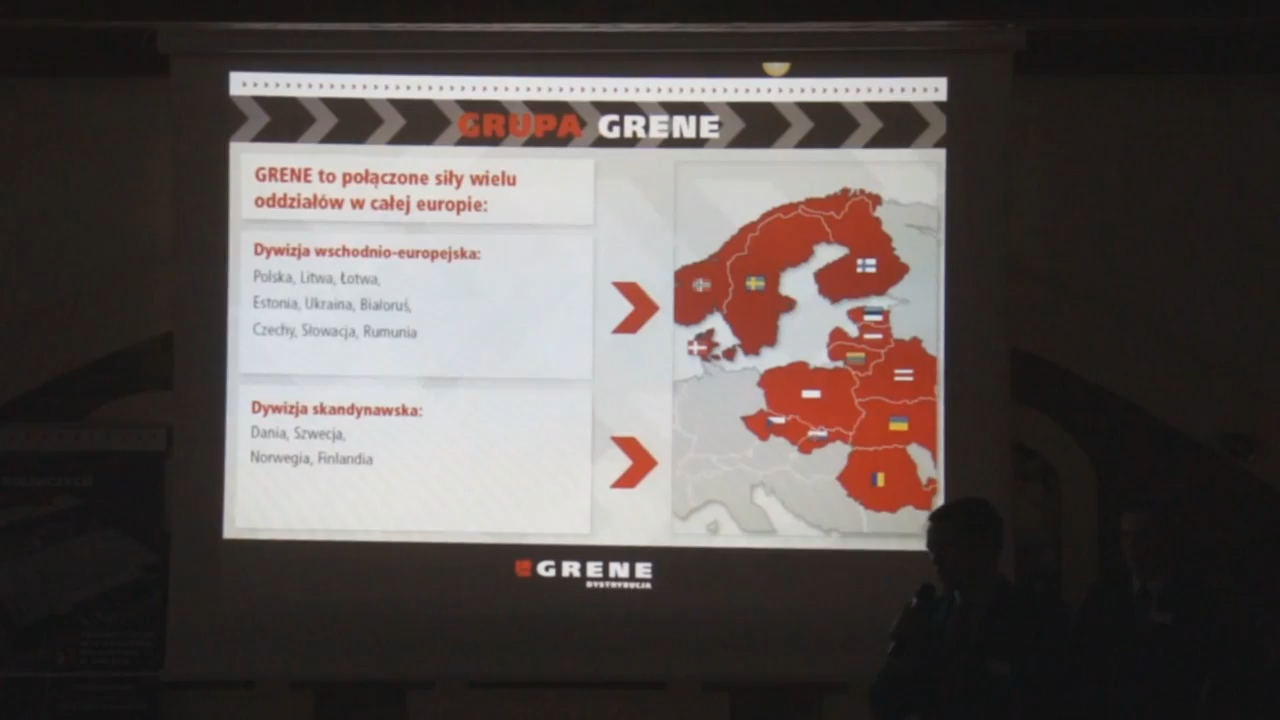 GRUPA GRENE
GRENE to połączone siły wielu
oddziałów w całej europie:
Dywizja wschodnio-europejska:
Polska, Litwa, Łotwa,
Estonia, Ukraina, Białoruś,
Czechy, Słowacja, Rumunia
Dywizja skandynawska:
Dania, Szwecja,
Norwegia, Finlandia
GRENE
DYSTRYBUCJA